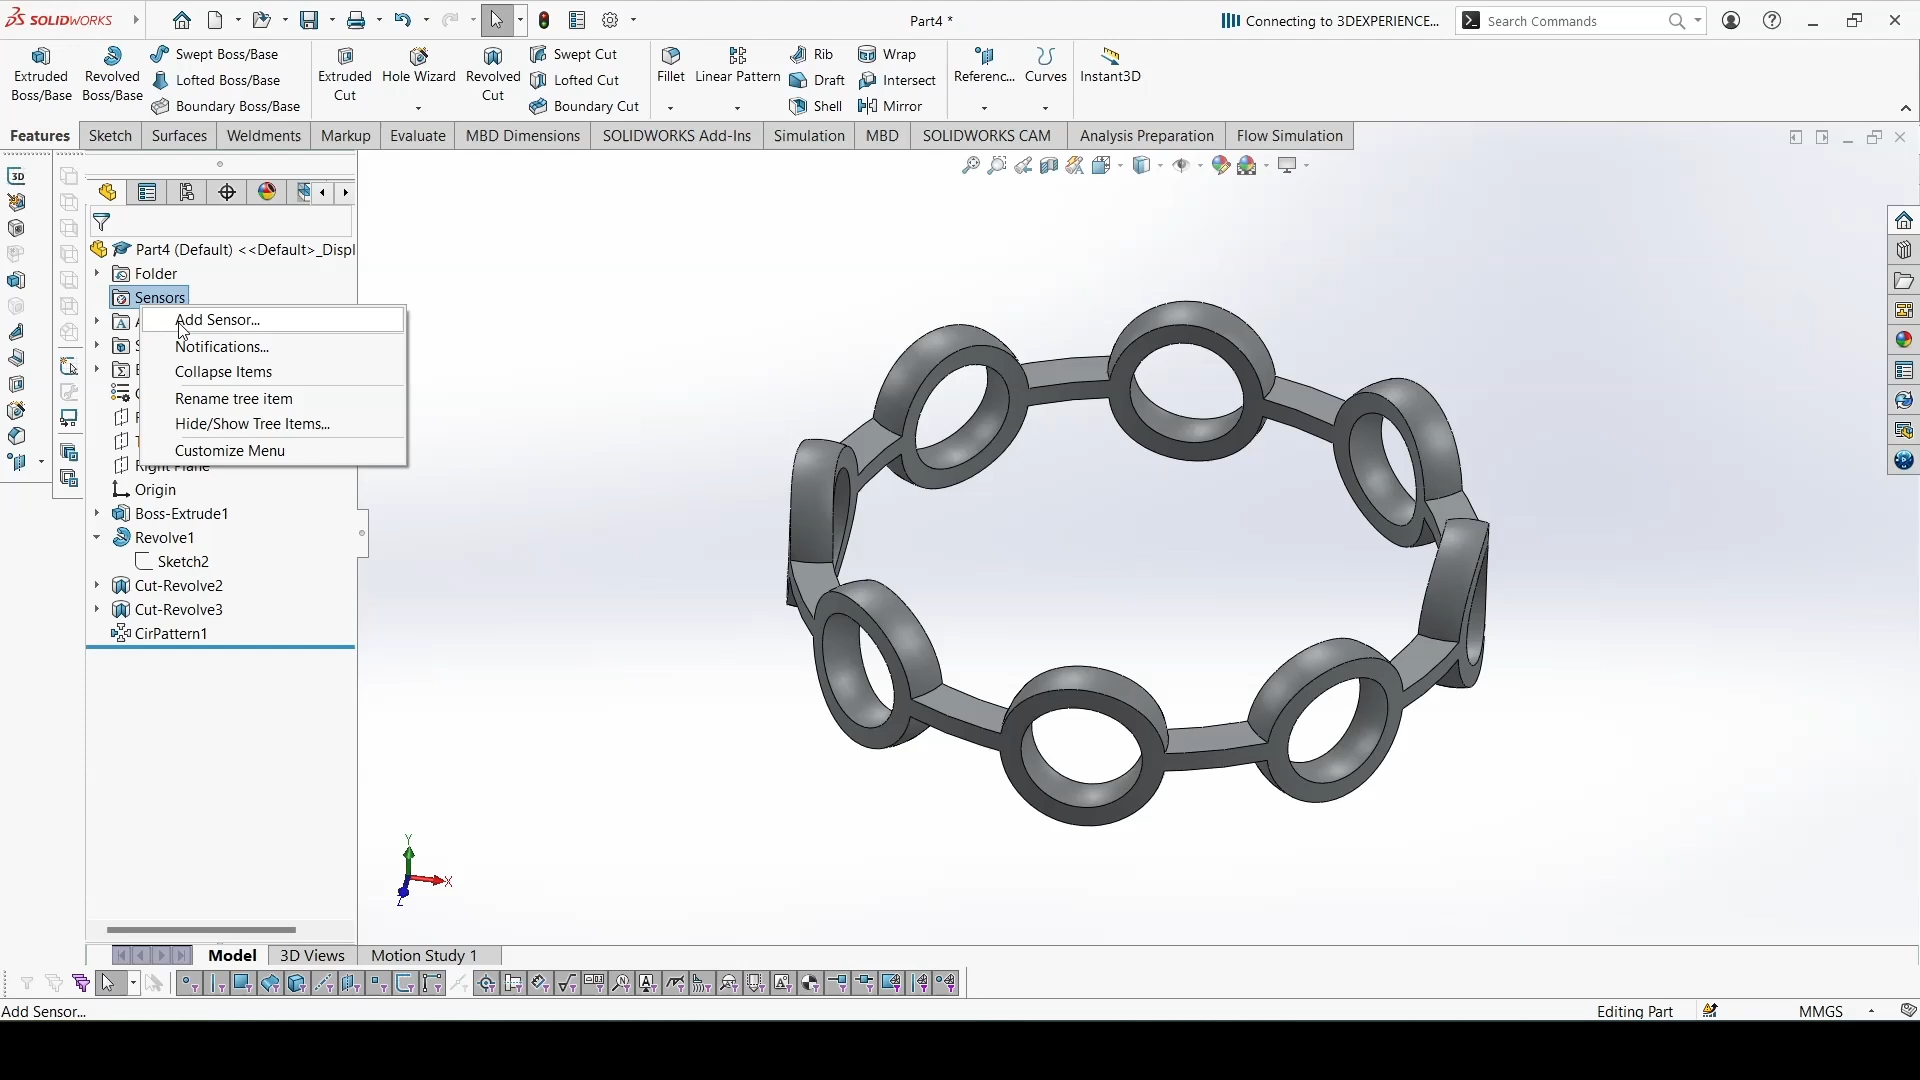 SOLIDWORKS
Part4 *
Connecting to 3DEXPERIENCE...
Search Commands
Extruded Boss/Base
Revolved Boss/Base
Swept Boss/Base
Lofted Boss/Base
Boundary Boss/Base
Extruded Cut
Hole Wizard
Revolved Cut
Swept Cut
Lofted Cut
Boundary Cut
Fillet
Linear Pattern
Rib
Draft
Shell
Wrap
Intersect
Mirror
Referenc...
Curves
Instant3D
Features
Sketch
Surfaces
Weldments
Markup
Evaluate
MBD Dimensions
SOLIDWORKS Add-Ins
Simulation
MBD
SOLIDWORKS CAM
Analysis Preparation
Flow Simulation
3D
Part4 (Default) <<Default>_Displ
Folder
Sensors
Add Sensor...
Notifications...
Collapse Items
Rename tree item
Hide/Show Tree Items...
Customize Menu
Right Plane
Origin
Boss-Extrude1
Revolve1
Sketch2
Cut-Revolve2
Cut-Revolve3
CirPattern1
Y
X
Z
Model
3D Views
Motion Study 1
Add Sensor...
Editing Part
MMGS